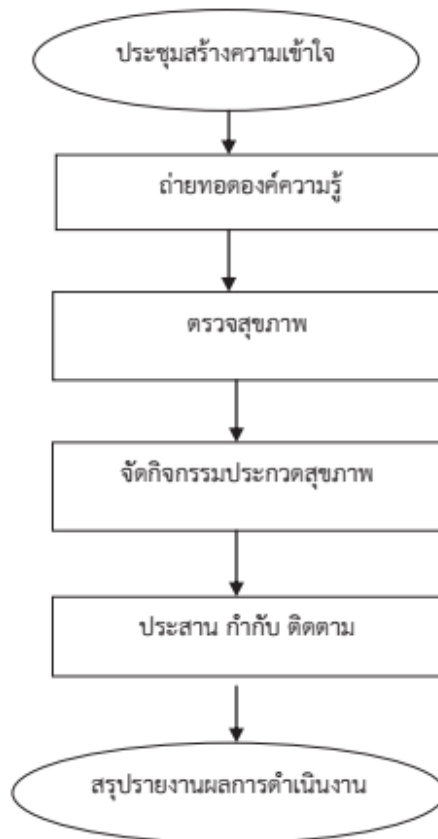 ประชุมสร้างความเข้าใจ
ถ่ายทอดองค์ความรู้
ตรวจสุขภาพ
จัดกิจกรรมประกวดสุขภาพ
ประสาน กำกับ ติดตาม
สรุปรายงานผลการดำเนินงาน